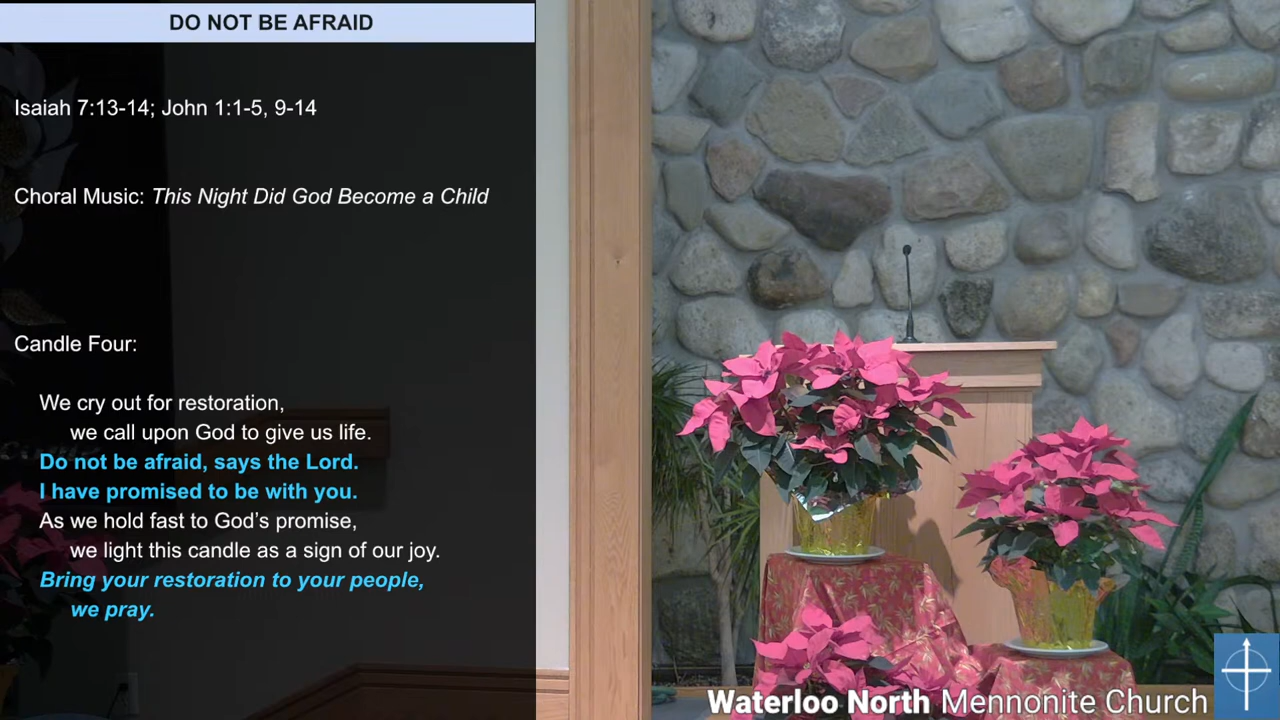 DO NOT BE AFRAID
Isaiah 7:13-14; John 1:1-5, 9-14
Choral Music: This Night Did God Become a Child
Candle Four:
We cry out for restoration,
we call upon God to give us life.
Do not be afraid, says the Lord.
I have promised to be with you.
As we hold fast to God’s promise,
we light this candle as a sign of our joy.
Bring your restoration to your people,
we pray.
Waterloo North Mennonite Church